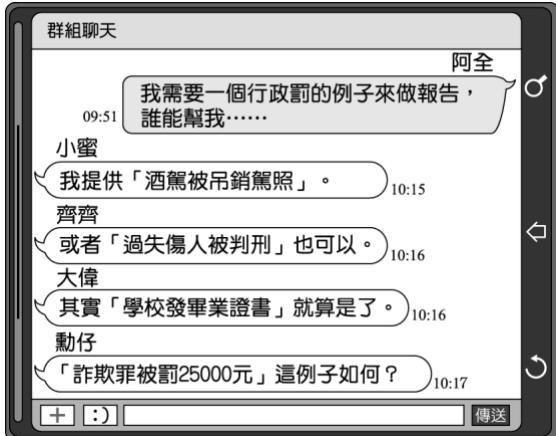 群組聊天
阿全
我需要一個行政罰的例子來做報告，
誰能幫我……
09:51
小蜜
我提供「酒駕被吊銷駕照」。
10:15
齊齊
或者「過失傷人被判刑」也可以。
10:16
大偉
其實「學校發畢業證書」就算是了。
10:16
勳仔
「詐欺罪被罰25000元」這例子如何？
10:17
+ :) 傳送